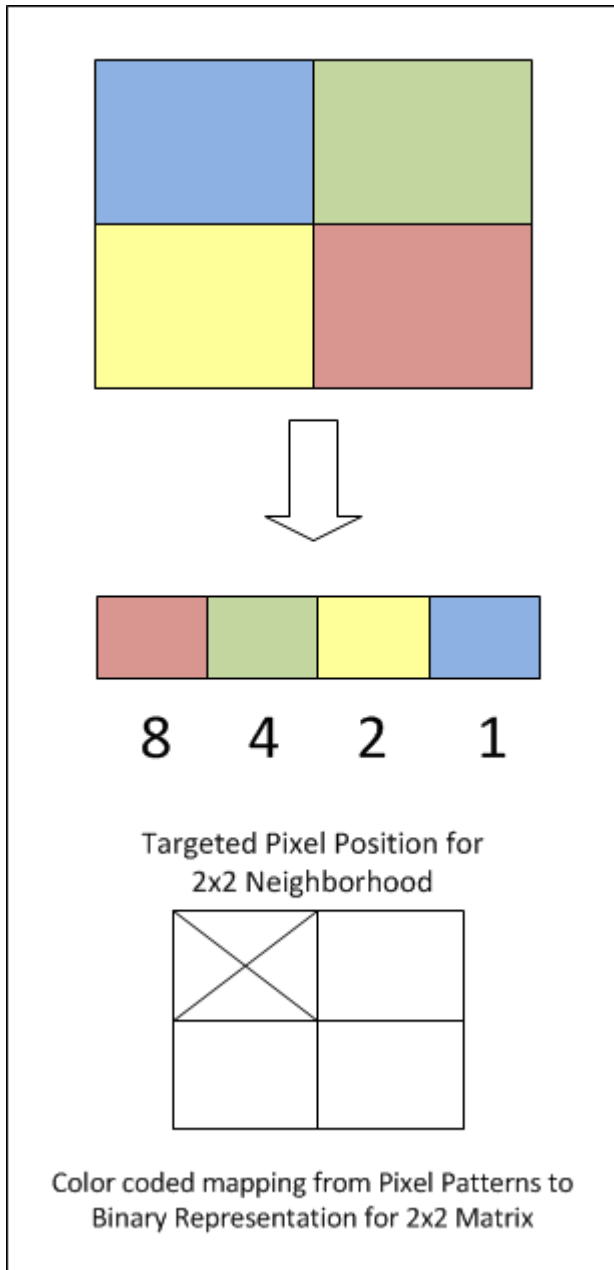 8 4 2 1
Targeted Pixel Position for
2x2 Neighborhood
Color coded mapping from Pixel Patterns to
Binary Representation for 2x2 Matrix